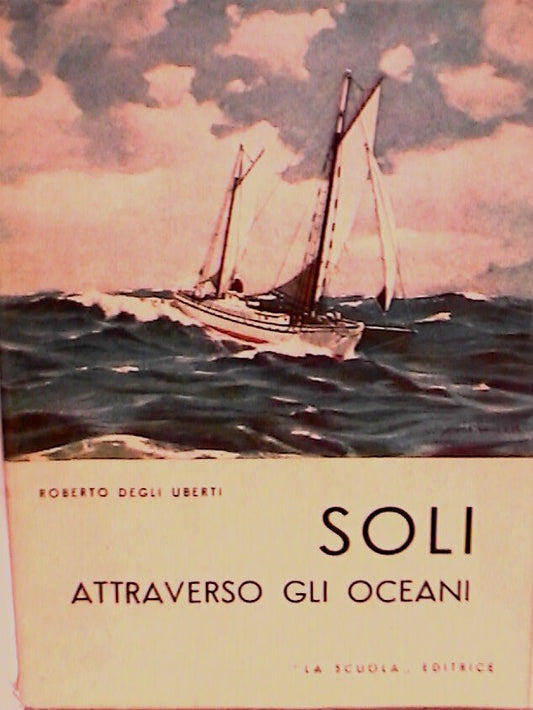 ROBERTO DEGLI UBERTI
SOLI
ATTRAVERSO GLI OCEANI
"LA SCUOLA„ EDITRICE